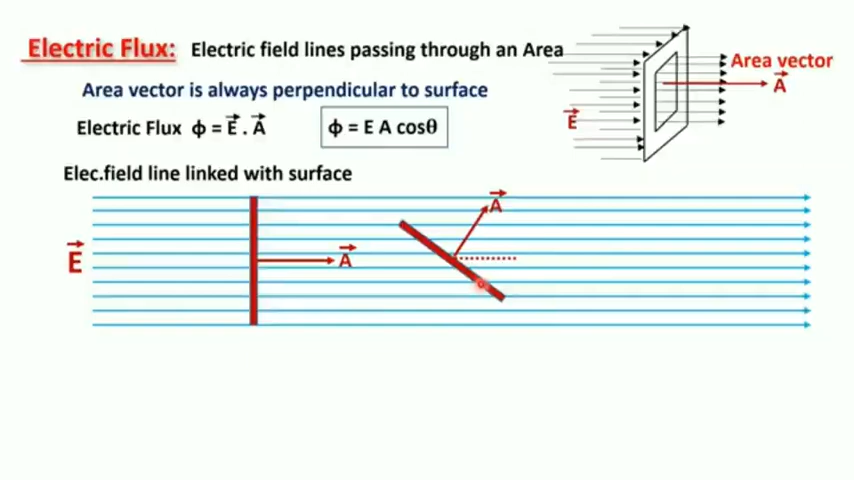 Electric Flux: Electric field lines passing through an Area
Area vector
A⃗
Area vector is always perpendicular to surface
E⃗
Electric Flux ϕ = E⃗ . A⃗
ϕ = E A cosθ
Elec.field line linked with surface
A⃗
E⃗
A⃗